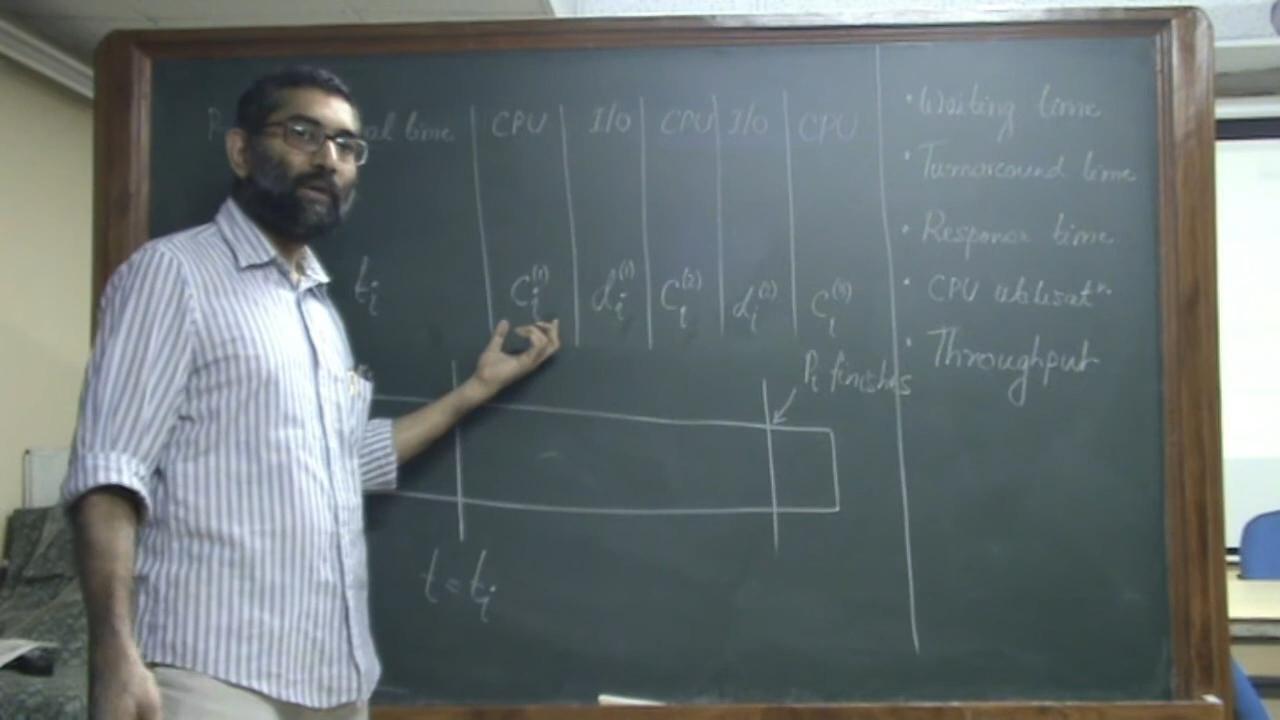 time CPU I/O CPU I/O CPU
tᵢ Cᵢ⁽¹⁾ dᵢ⁽¹⁾ Cᵢ⁽²⁾ dᵢ⁽²⁾ Cᵢ⁽³⁾
Pᵢ finishes
t = tᵢ
• Waiting time
• Turnaround time
• Response time
• CPU utilisatⁿ.
• Throughput